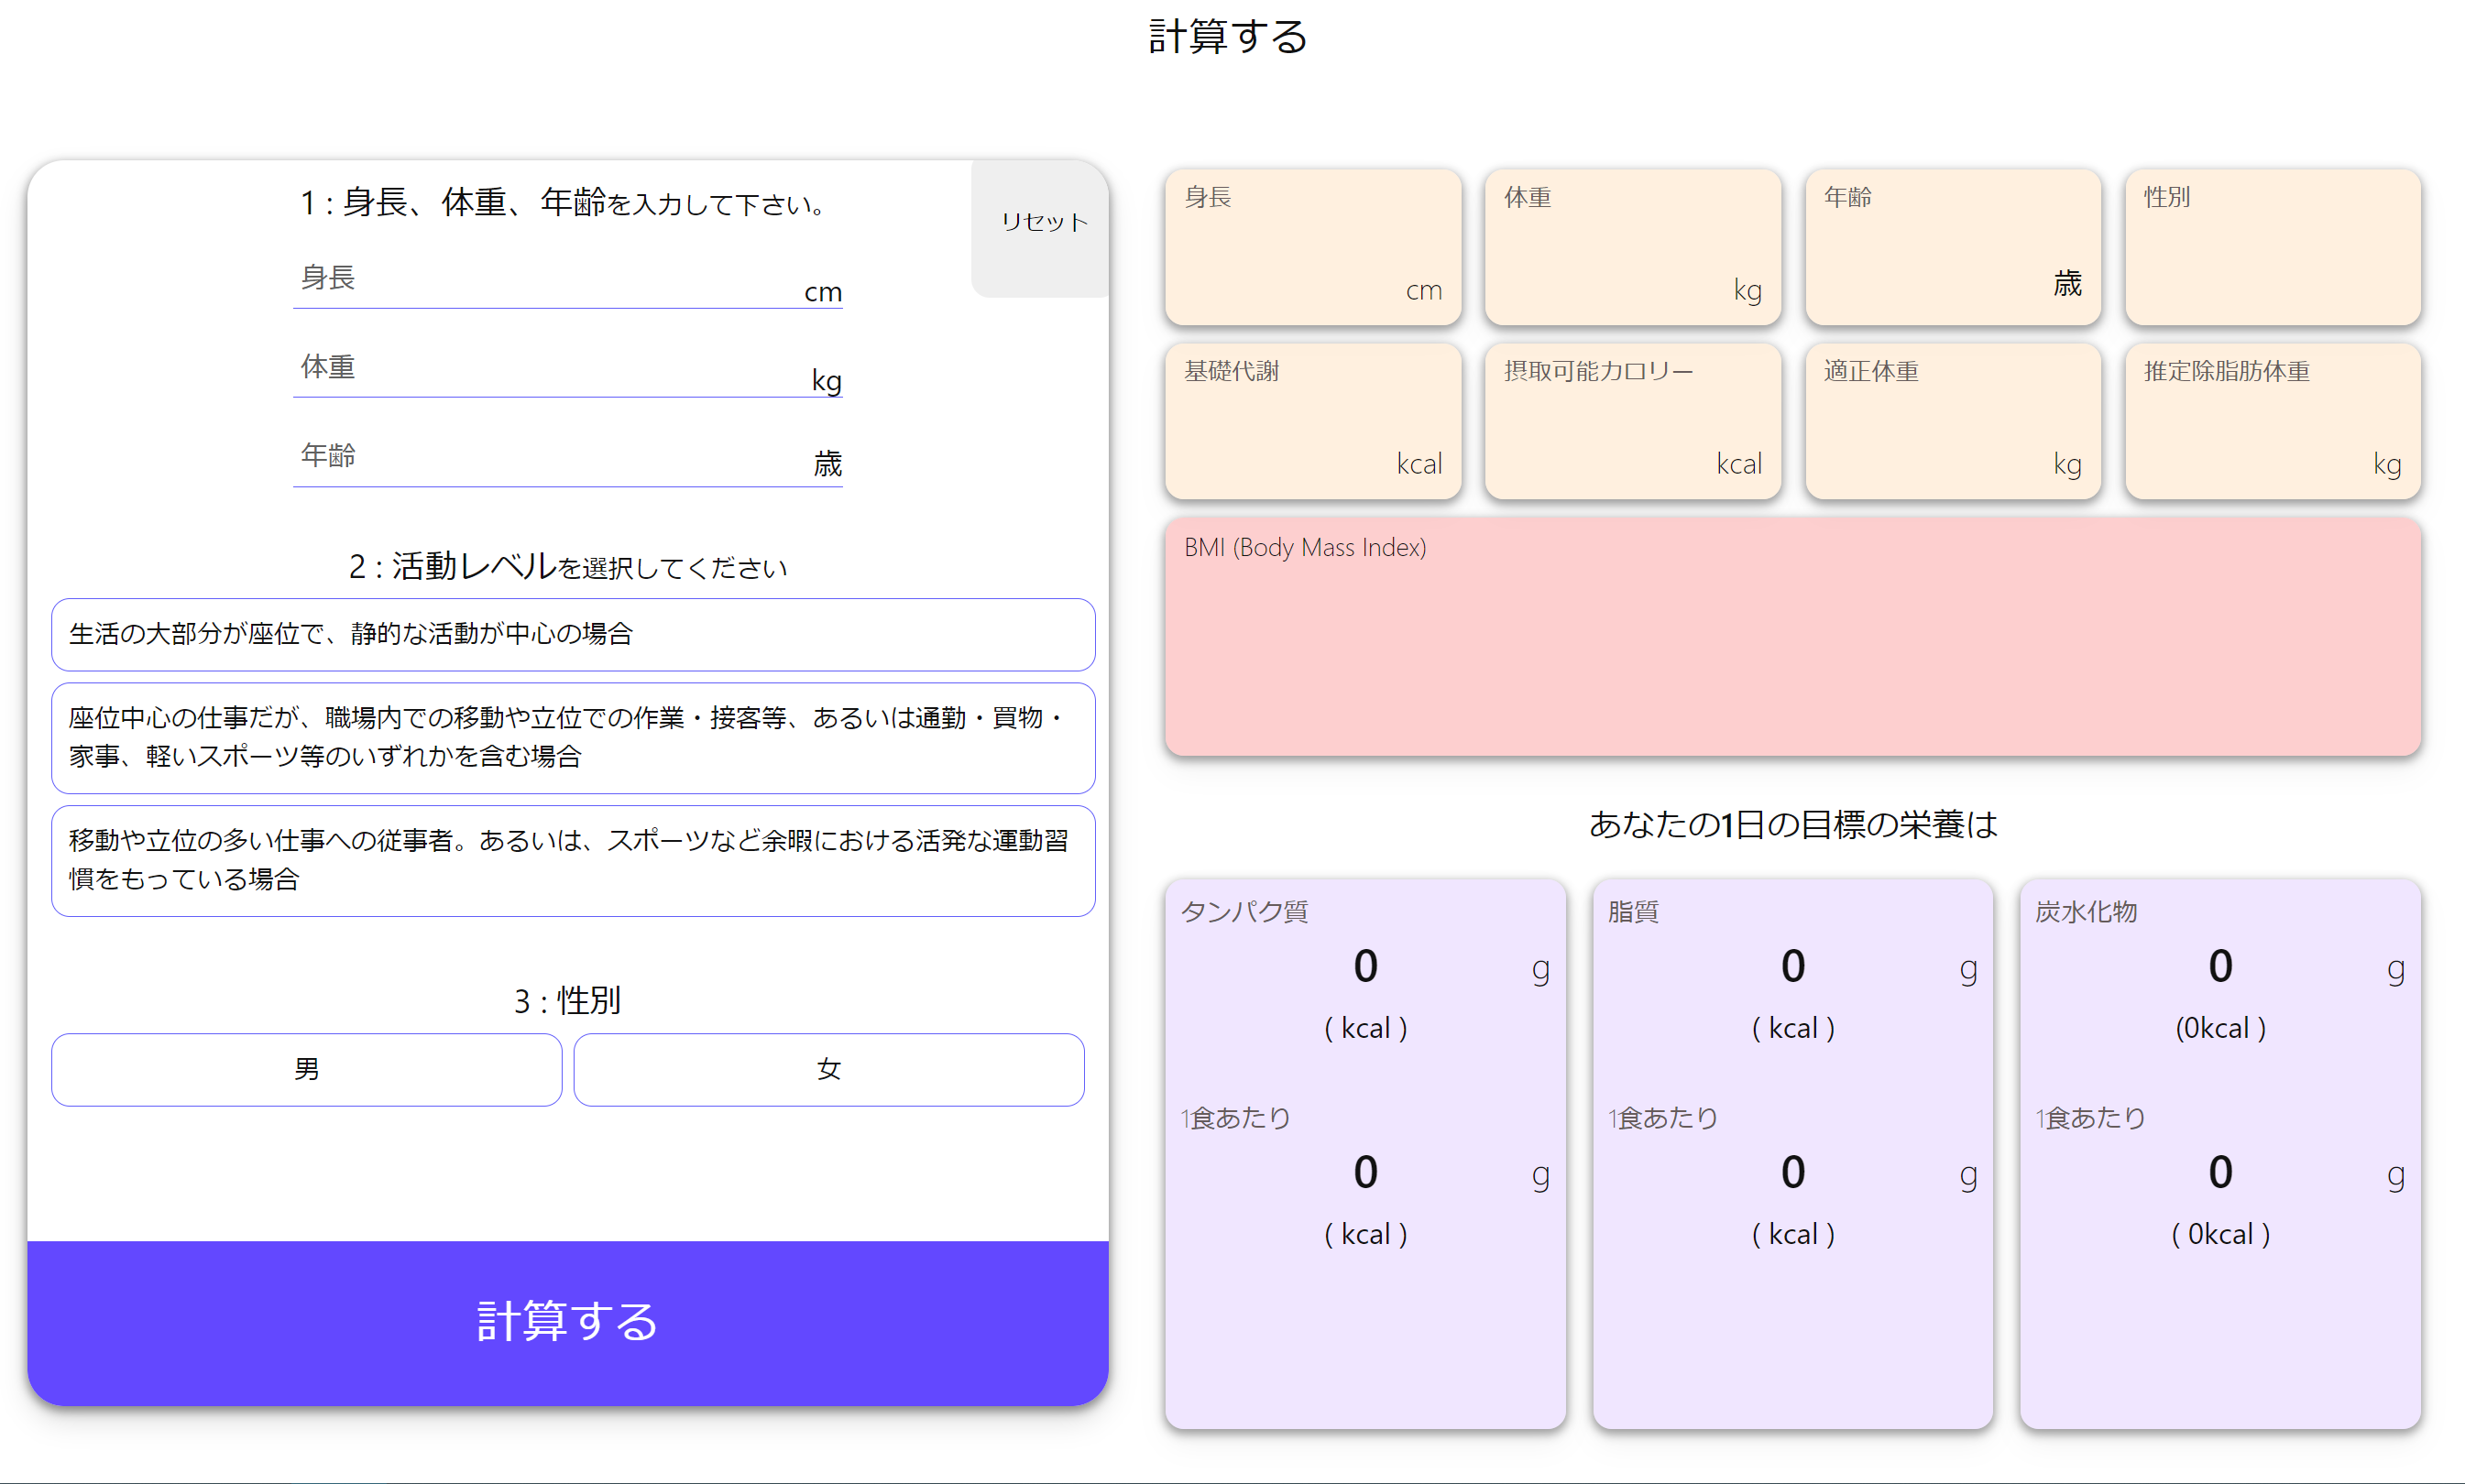 計算する
1 : 身長、体重、年齢を入力して下さい。
リセット
身長
cm
体重
kg
年齢
歳
2 : 活動レベルを選択してください
生活の大部分が座位で、静的な活動が中心の場合
座位中心の仕事だが、職場内での移動や立位での作業・接客等、あるいは通勤・買物・
家事、軽いスポーツ等のいずれかを含む場合
移動や立位の多い仕事への従事者。あるいは、スポーツなど余暇における活発な運動習
慣をもっている場合
3 : 性別
男
女
計算する
身長
cm
体重
kg
年齢
歳
性別
基礎代謝
kcal
摂取可能カロリー
kcal
適正体重
kg
推定除脂肪体重
kg
BMI (Body Mass Index)
あなたの1日の目標の栄養は
タンパク質
0 g
( kcal )
1食あたり
0 g
( kcal )
脂質
0 g
( kcal )
1食あたり
0 g
( kcal )
炭水化物
0 g
(0kcal )
1食あたり
0 g
( 0kcal )